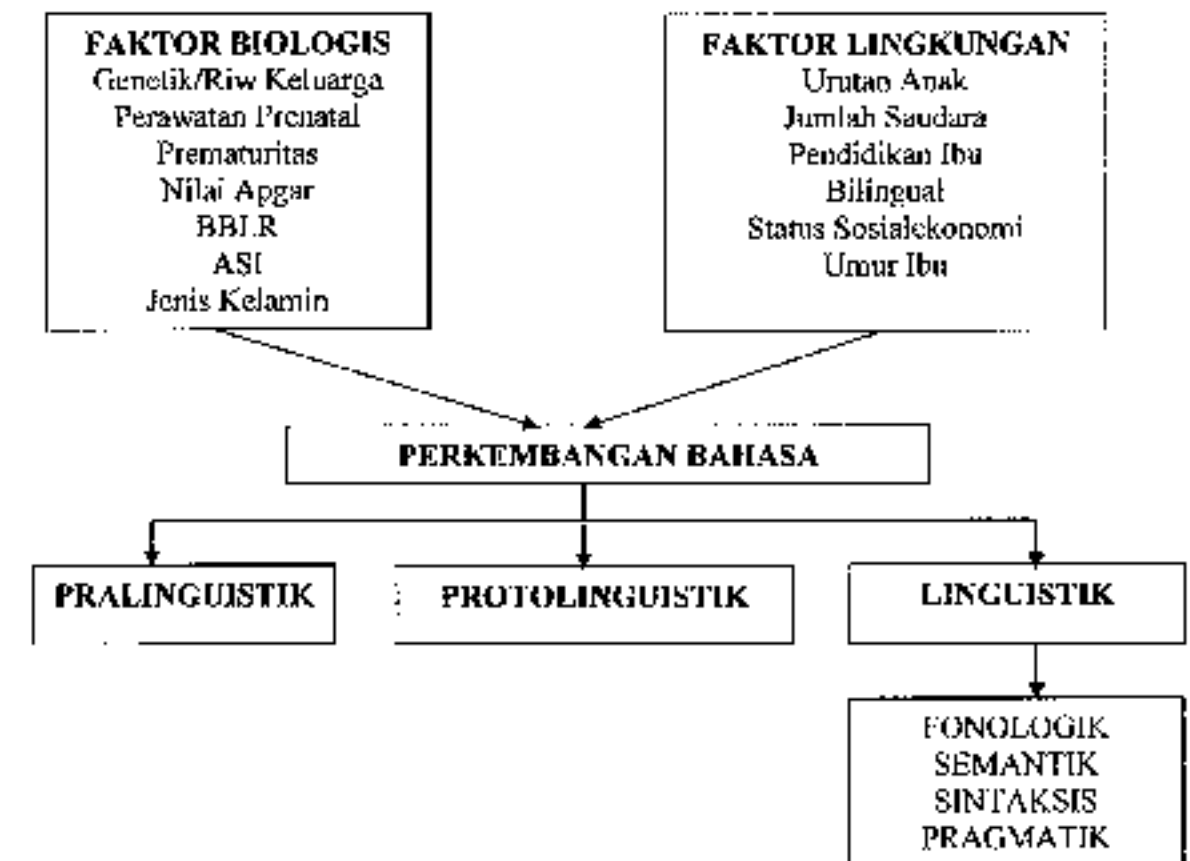 FAKTOR BIOLOGIS
Genetik/Riw Keluarga
Perawatan Prenatal
Prematuritas
Nilai Apgar
BBLR
ASI
Jenis Kelamin
FAKTOR LINGKUNGAN
Urutan Anak
Jumlah Saudara
Pendidikan Ibu
Bilingual
Status Sosialekonomi
Umur Ibu
PERKEMBANGAN BAHASA
PRALINGUISTIK
PROTOLINGUISTIK
LINGUISTIK
FONOLOGIK
SEMANTIK
SINTAKSIS
PRAGMATIK